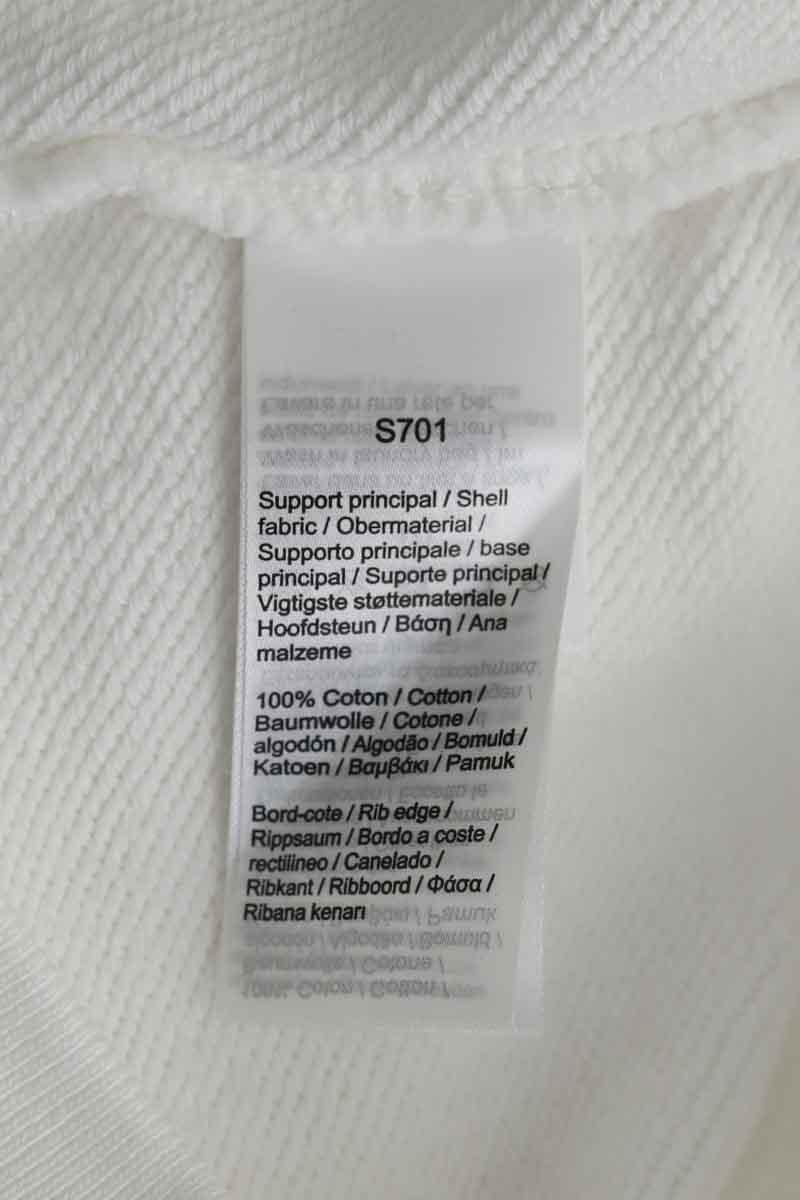 S701
Support principal / Shell
fabric / Obermaterial /
Supporto principale / base
principal / Suporte principal /
Vigtigste støttemateriale /
Hoofdsteun / Βάση / Ana
malzeme
100% Coton / Cotton /
Baumwolle / Cotone /
algodón / Algodão / Bomuld /
Katoen / Βαμβάκι / Pamuk
Bord-cote / Rib edge /
Rippsaum / Bordo a coste /
rectilineo / Canelado /
Ribkant / Ribboord / Φάσα /
Ribana kenarı